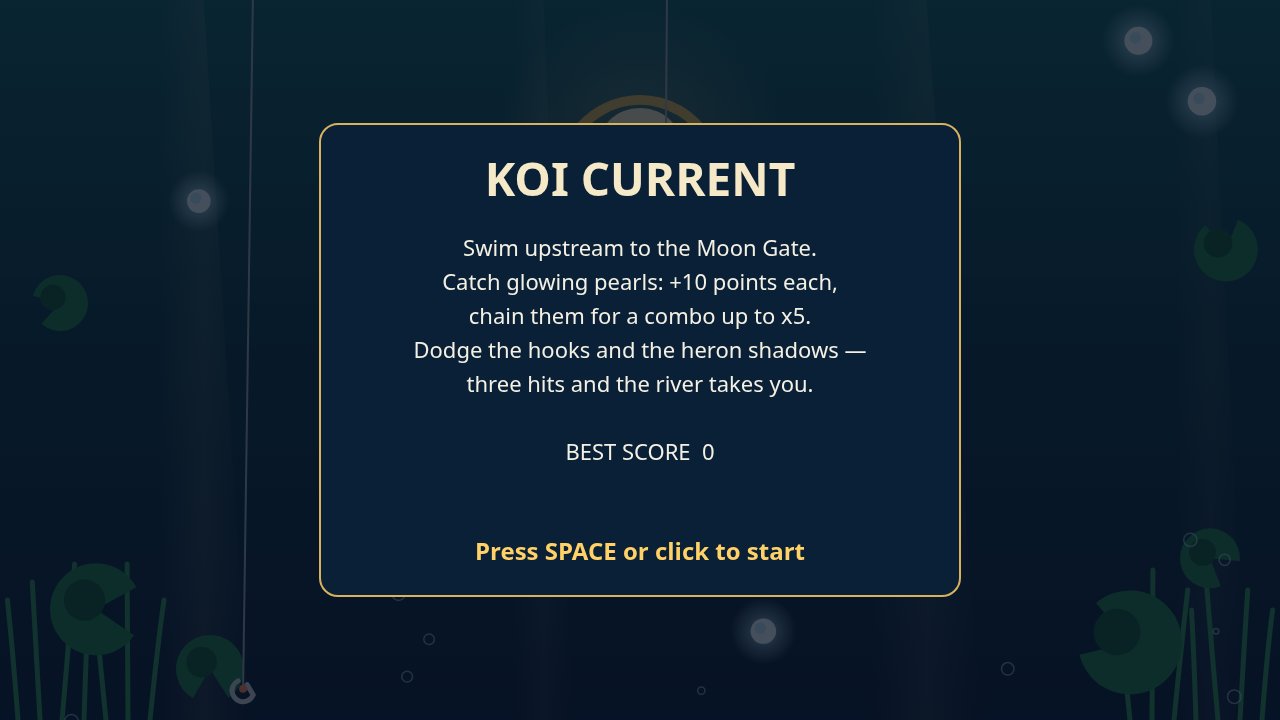 KOI CURRENT
Swim upstream to the Moon Gate.
Catch glowing pearls: +10 points each,
chain them for a combo up to x5.
Dodge the hooks and the heron shadows —
three hits and the river takes you.
BEST SCORE  0
Press SPACE or click to start